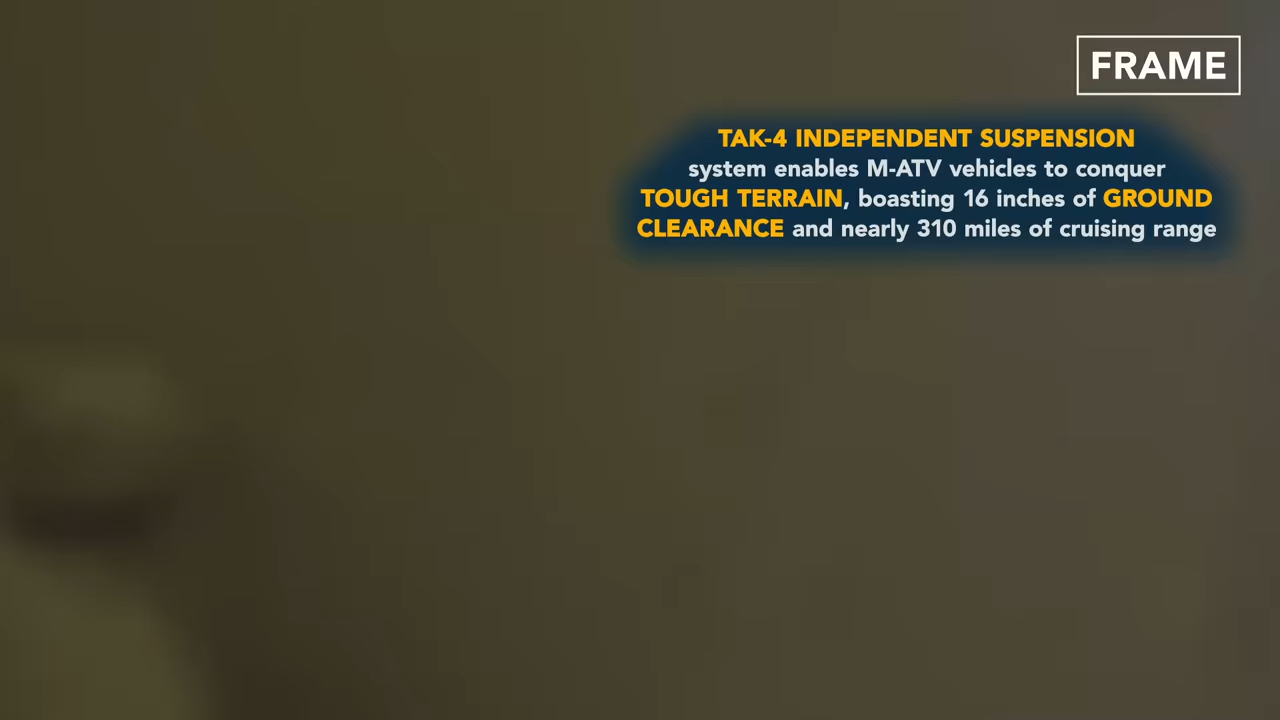 FRAME
TAK-4 INDEPENDENT SUSPENSION
system enables M-ATV vehicles to conquer
TOUGH TERRAIN, boasting 16 inches of GROUND
CLEARANCE and nearly 310 miles of cruising range